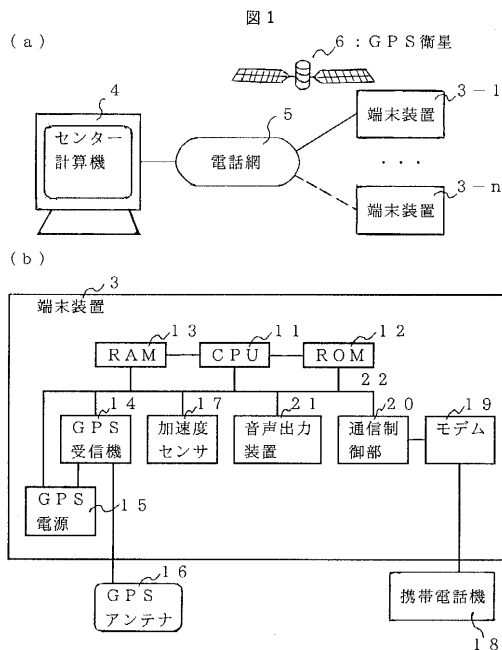 図1
(a)
6:GPS衛星
4
センター
計算機
5
電話網
3-1
端末装置
・・・
3-n
端末装置
(b)
3
端末装置
13
RAM
11
CPU
12
ROM
22
14
GPS
受信機
17
加速度
センサ
21
音声出力
装置
20
通信制
御部
19
モデム
GPS
電源
15
16
GPS
アンテナ
携帯電話機
18